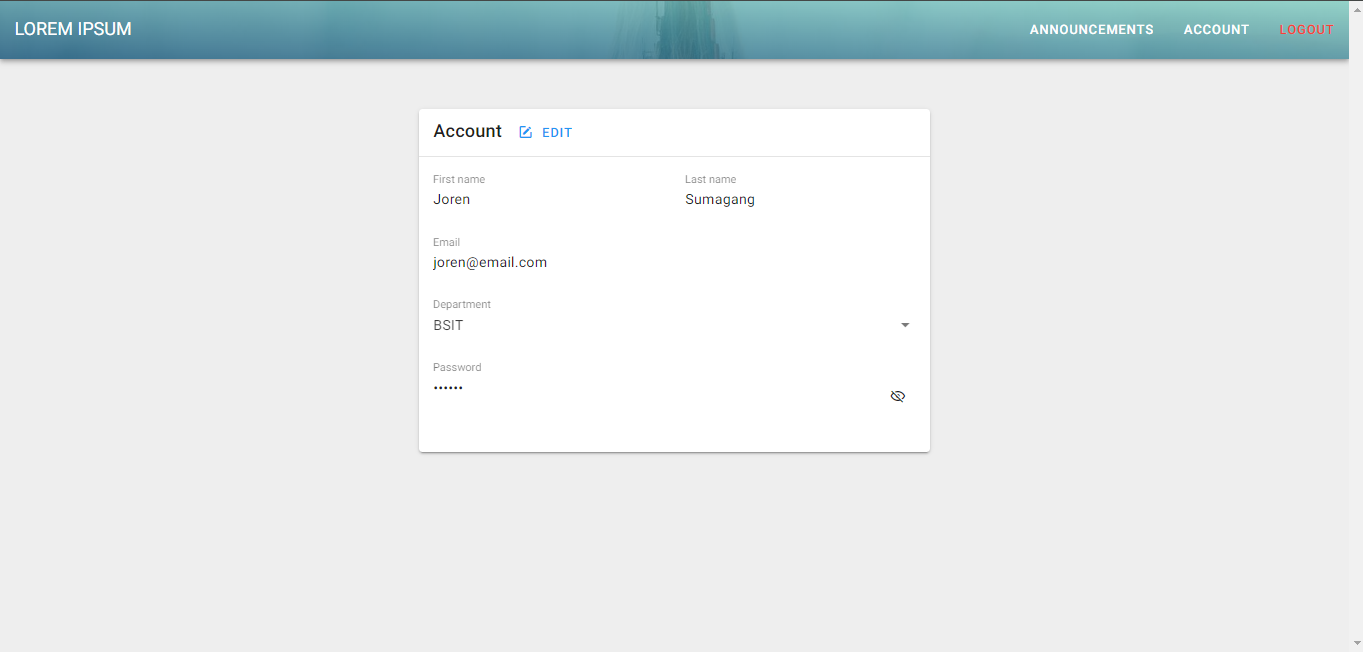 LOREM IPSUM ANNOUNCEMENTS ACCOUNT LOGOUT
Account EDIT
First name Last name
Joren Sumagang
Email
joren@email.com
Department
BSIT
Password
••••••